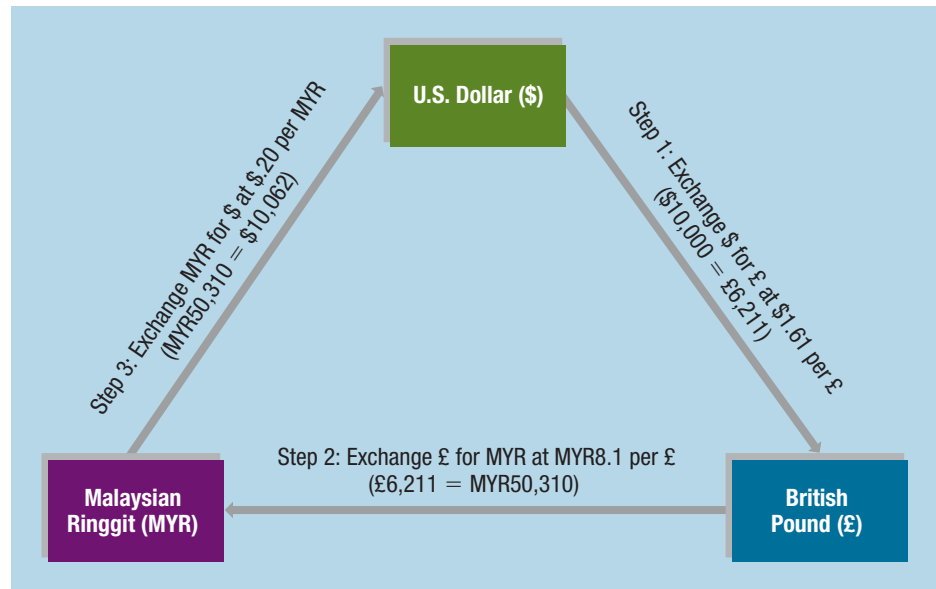 U.S. Dollar ($)
Step 1: Exchange $ for £ at $1.61 per £
($10,000 = £6,211)
Step 3: Exchange MYR for $ at $.20 per MYR
(MYR50,310 = $10,062)
Step 2: Exchange £ for MYR at MYR8.1 per £
(£6,211 = MYR50,310)
Malaysian
Ringgit (MYR)
British
Pound (£)